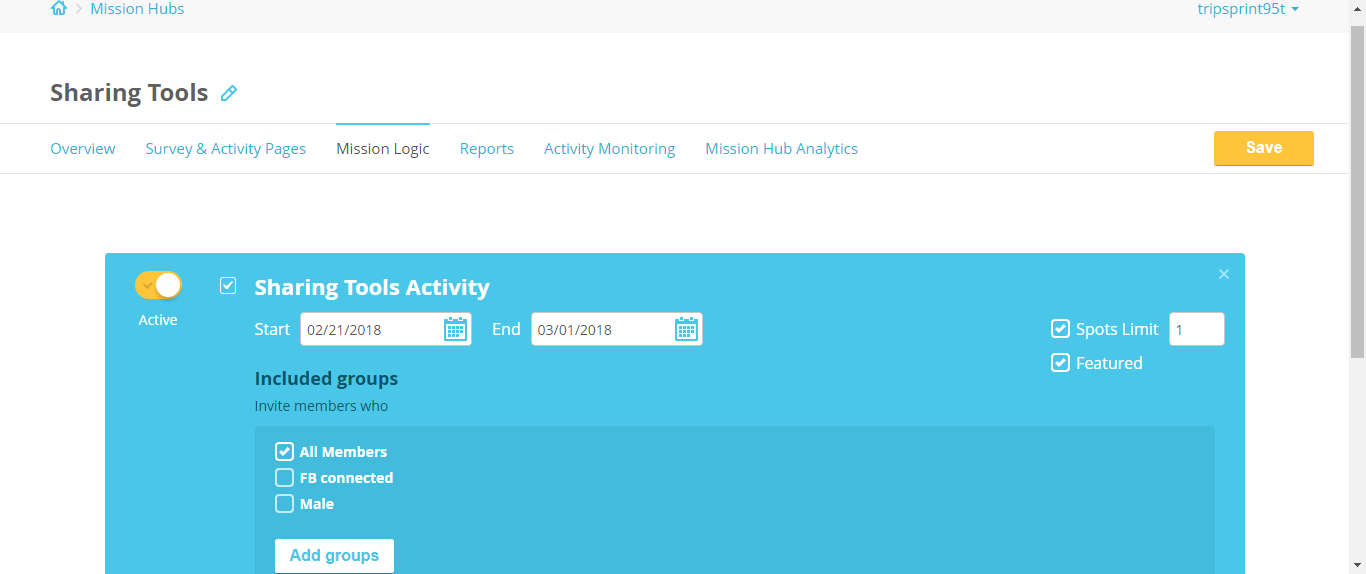 Mission Hubs tripsprint95t
Sharing Tools
Overview Survey & Activity Pages Mission Logic Reports Activity Monitoring Mission Hub Analytics Save
Sharing Tools Activity
Active
Start 02/21/2018 End 03/01/2018 Spots Limit 1
Featured
Included groups
Invite members who
All Members
FB connected
Male
Add groups